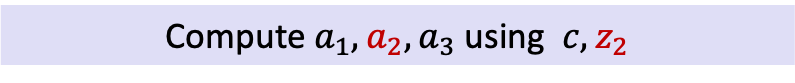 Compute a₁, a₂, a₃ using c, z₂